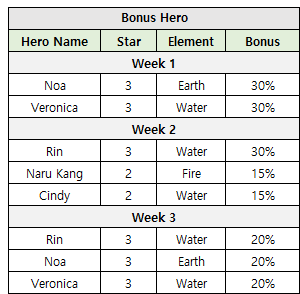 Bonus Hero
Hero Name Star Element Bonus
Week 1
Noa 3 Earth 30%
Veronica 3 Water 30%
Week 2
Rin 3 Water 30%
Naru Kang 2 Fire 15%
Cindy 2 Water 15%
Week 3
Rin 3 Water 20%
Noa 3 Earth 20%
Veronica 3 Water 20%